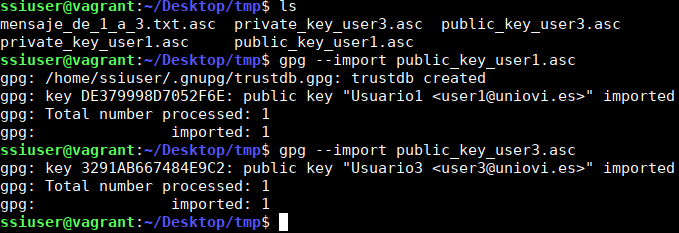 ssiuser@vagrant:~/Desktop/tmp$ ls
mensaje_de_1_a_3.txt.asc  private_key_user3.asc  public_key_user3.asc
private_key_user1.asc     public_key_user1.asc
ssiuser@vagrant:~/Desktop/tmp$ gpg --import public_key_user1.asc
gpg: /home/ssiuser/.gnupg/trustdb.gpg: trustdb created
gpg: key DE379998D7052F6E: public key "Usuario1 <user1@uniovi.es>" imported
gpg: Total number processed: 1
gpg:               imported: 1
ssiuser@vagrant:~/Desktop/tmp$ gpg --import public_key_user3.asc
gpg: key 3291AB667484E9C2: public key "Usuario3 <user3@uniovi.es>" imported
gpg: Total number processed: 1
gpg:               imported: 1
ssiuser@vagrant:~/Desktop/tmp$